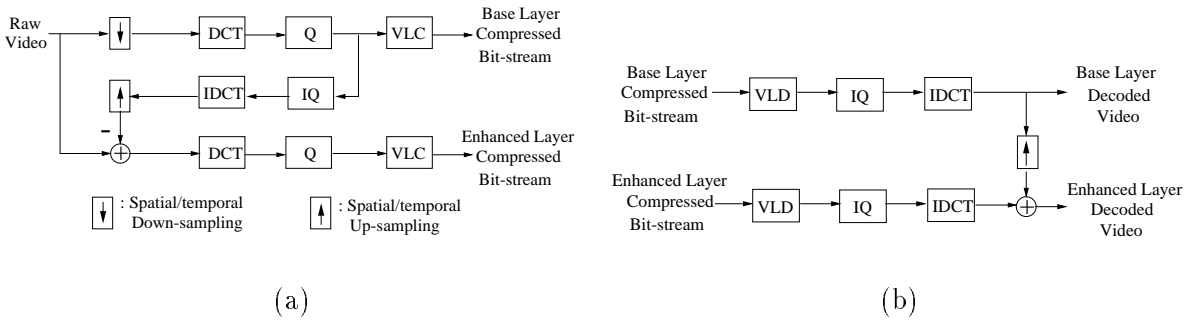 Raw
Video
DCT
Q
VLC
Base Layer
Compressed
Bit-stream
IDCT
IQ
−
+
DCT
Q
VLC
Enhanced Layer
Compressed
Bit-stream
: Spatial/temporal
Down-sampling
: Spatial/temporal
Up-sampling
(a)
Base Layer
Compressed
Bit-stream
VLD
IQ
IDCT
Base Layer
Decoded
Video
Enhanced Layer
Compressed
Bit-stream
VLD
IQ
IDCT
+
Enhanced Layer
Decoded
Video
(b)